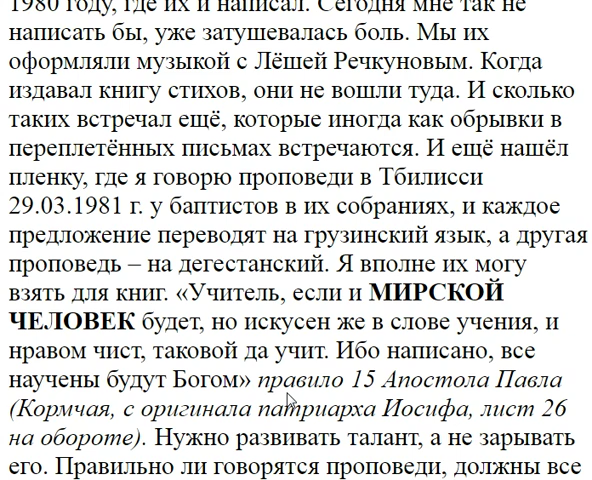 1980 году, где их и написал. Сегодня мне так не
написать бы, уже затушевалась боль. Мы их
оформляли музыкой с Лёшей Речкуновым. Когда
издавал книгу стихов, они не вошли туда. И сколько
таких встречал ещё, которые иногда как обрывки в
переплетённых письмах встречаются. И ещё нашёл
пленку, где я говорю проповеди в Тбилисси
29.03.1981 г. у баптистов в их собраниях, и каждое
предложение переводят на грузинский язык, а другая
проповедь – на дегестанский. Я вполне их могу
взять для книг. «Учитель, если и МИРСКОЙ
ЧЕЛОВЕК будет, но искусен же в слове учения, и
нравом чист, таковой да учит. Ибо написано, все
научены будут Богом» правило 15 Апостола Павла
(Кормчая, с оригинала патриарха Иосифа, лист 26
на обороте). Нужно развивать талант, а не зарывать
его. Правильно ли говорятся проповеди, должны все